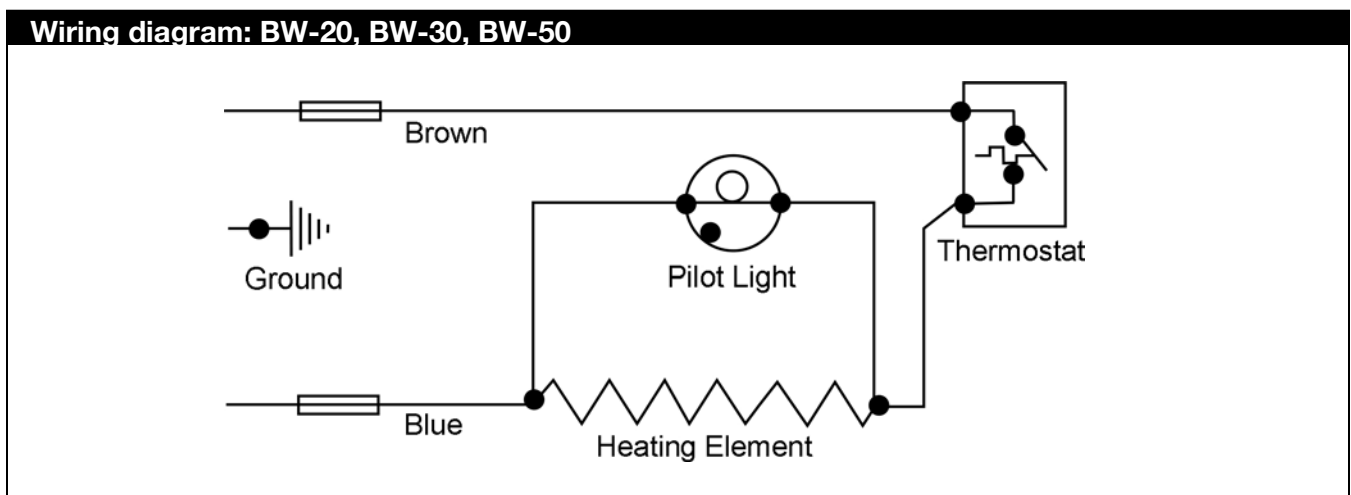 Wiring diagram: BW-20, BW-30, BW-50
Brown
Thermostat
Ground
Pilot Light
Blue
Heating Element